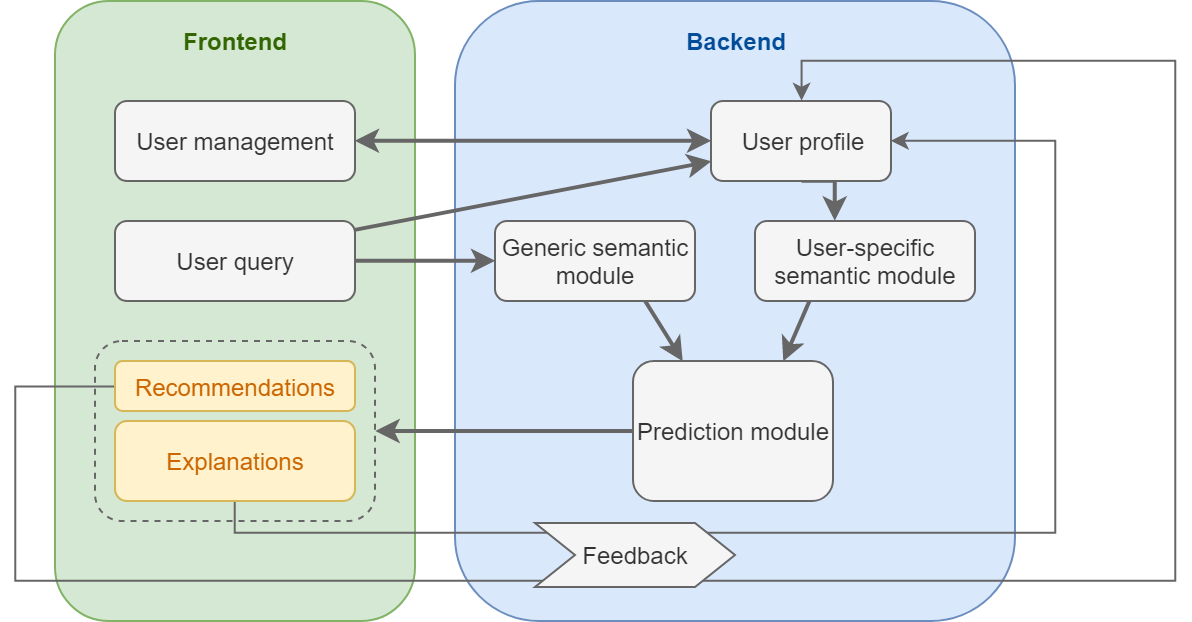 Frontend
Backend
User management
User profile
User query
Generic semantic
module
User-specific
semantic module
Recommendations
Explanations
Prediction module
Feedback